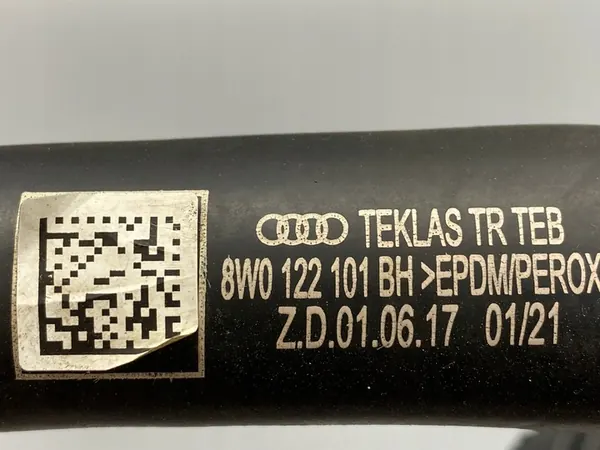 TEKLAS TR TEB
8W0 122 101 BH >EPDM/PEROX
Z.D.01.06.17 01/21